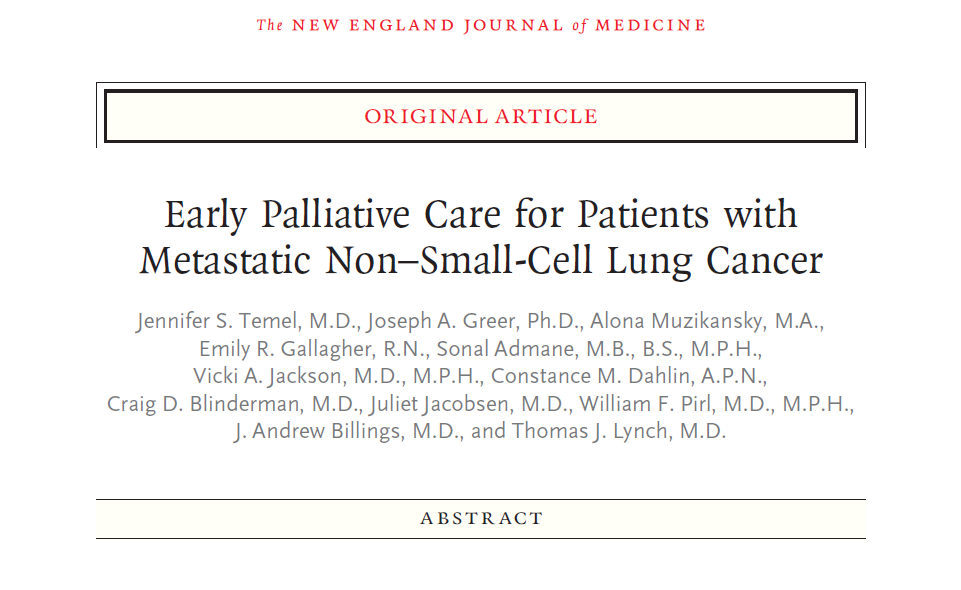 The NEW ENGLAND JOURNAL of MEDICINE
ORIGINAL ARTICLE
Early Palliative Care for Patients with
Metastatic Non–Small-Cell Lung Cancer
Jennifer S. Temel, M.D., Joseph A. Greer, Ph.D., Alona Muzikansky, M.A.,
Emily R. Gallagher, R.N., Sonal Admane, M.B., B.S., M.P.H.,
Vicki A. Jackson, M.D., M.P.H., Constance M. Dahlin, A.P.N.,
Craig D. Blinderman, M.D., Juliet Jacobsen, M.D., William F. Pirl, M.D., M.P.H.,
J. Andrew Billings, M.D., and Thomas J. Lynch, M.D.
ABSTRACT